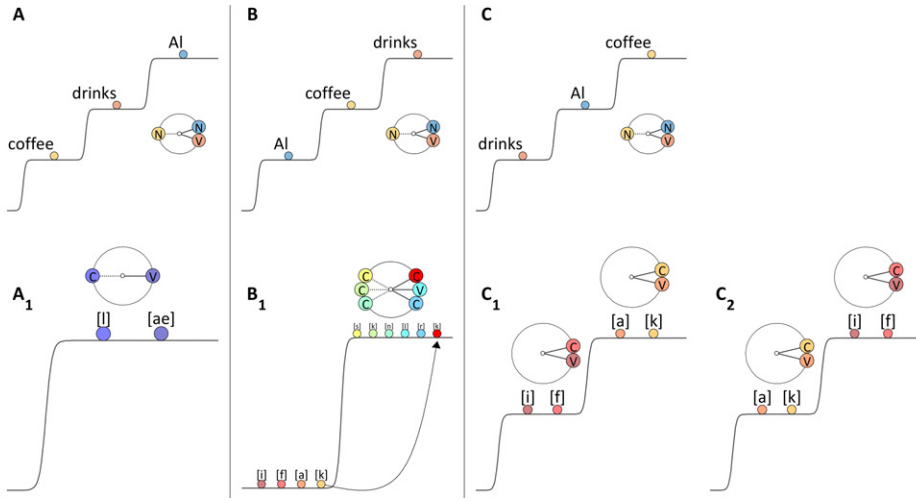 A
Al
drinks
coffee
N
N
V
B
drinks
coffee
Al
N
N
V
C
coffee
Al
drinks
N
N
V
A1
C
V
[l]
[ae]
B1
C
C
C
V
C
C
[s] [k] [n] [r] [k]
[i] [f] [a] [k]
C1
C
V
[a] [k]
C
V
[i] [f]
C2
C
V
[i] [f]
C
V
[a] [k]